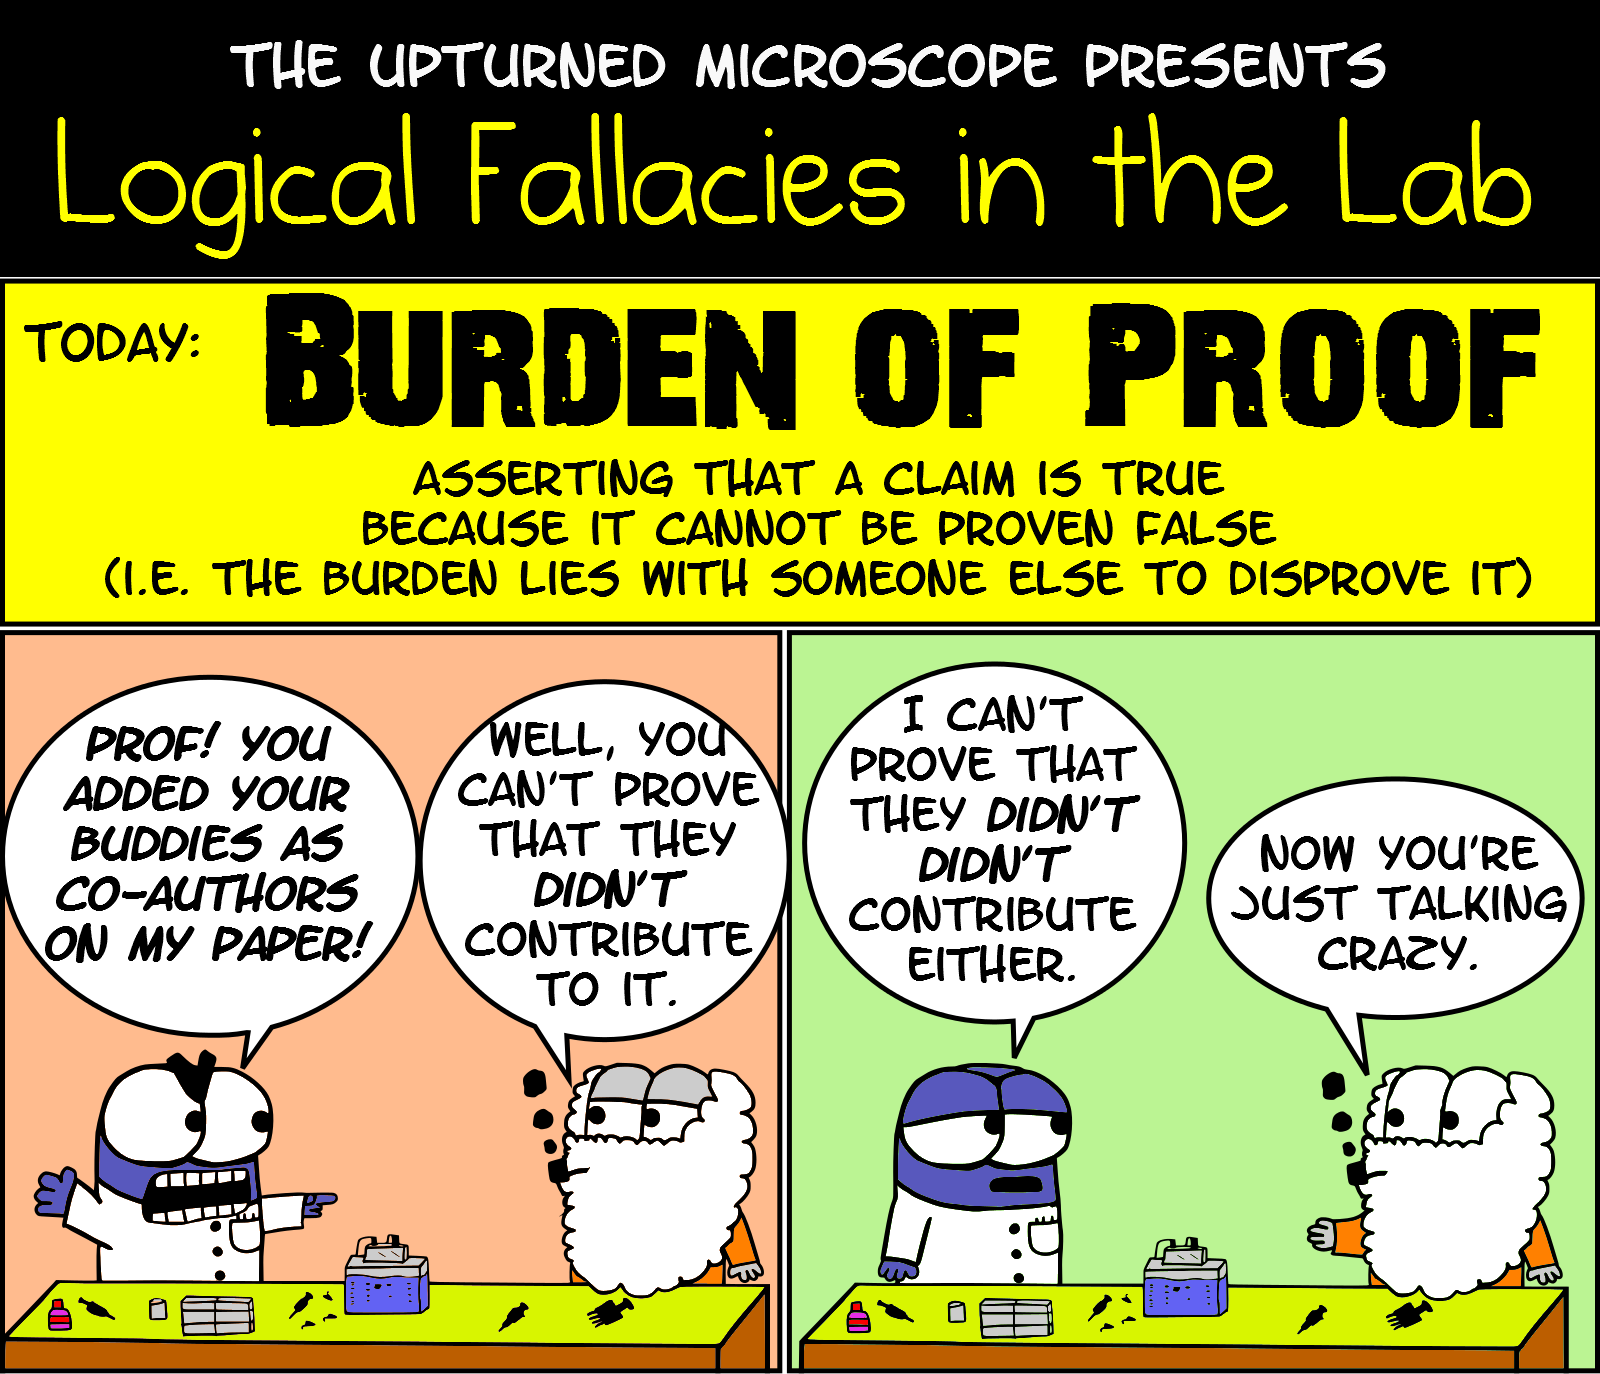 THE UPTURNED MICROSCOPE PRESENTS
Logical Fallacies in the Lab
TODAY: BURDEN OF PROOF
ASSERTING THAT A CLAIM IS TRUE
BECAUSE IT CANNOT BE PROVEN FALSE
(I.E. THE BURDEN LIES WITH SOMEONE ELSE TO DISPROVE IT)
PROF! YOU
ADDED YOUR
BUDDIES AS
CO-AUTHORS
ON MY PAPER!
WELL, YOU
CAN'T PROVE
THAT THEY
DIDN'T
CONTRIBUTE
TO IT.
I CAN'T
PROVE THAT
THEY DIDN'T
DIDN'T
CONTRIBUTE
EITHER.
NOW YOU'RE
JUST TALKING
CRAZY.